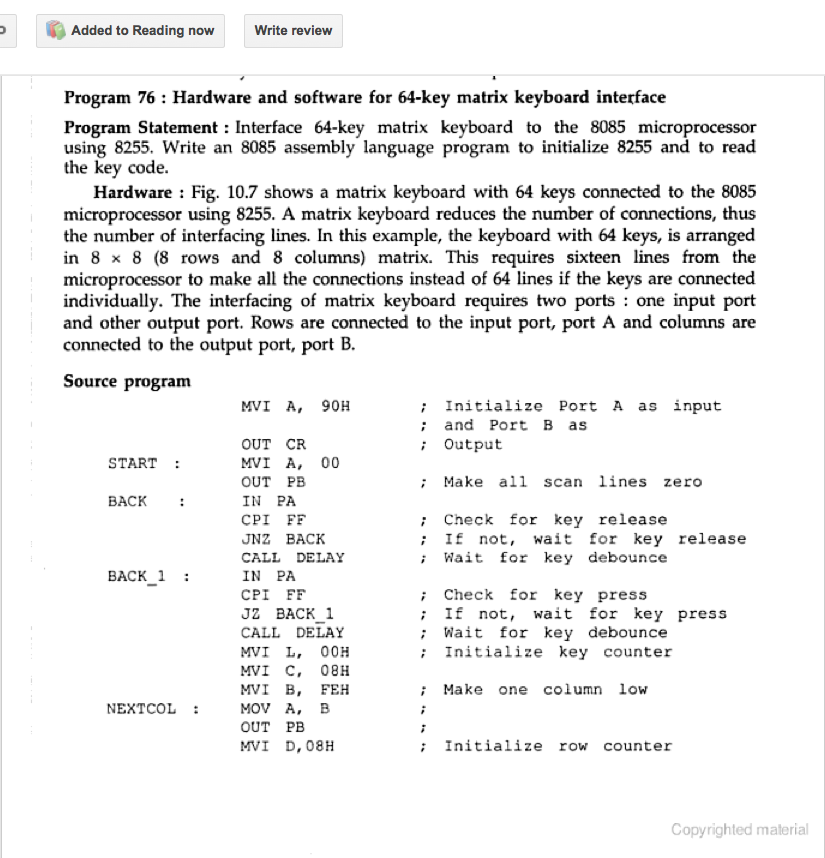 Added to Reading now
Write review
Program 76 : Hardware and software for 64-key matrix keyboard interface
Program Statement : Interface 64-key matrix keyboard to the 8085 microprocessor
using 8255. Write an 8085 assembly language program to initialize 8255 and to read
the key code.
Hardware : Fig. 10.7 shows a matrix keyboard with 64 keys connected to the 8085
microprocessor using 8255. A matrix keyboard reduces the number of connections, thus
the number of interfacing lines. In this example, the keyboard with 64 keys, is arranged
in 8 × 8 (8 rows and 8 columns) matrix. This requires sixteen lines from the
microprocessor to make all the connections instead of 64 lines if the keys are connected
individually. The interfacing of matrix keyboard requires two ports : one input port
and other output port. Rows are connected to the input port, port A and columns are
connected to the output port, port B.
Source program
MVI A, 90H ; Initialize Port A as input
; and Port B as
OUT CR ; Output
START : MVI A, 00
OUT PB ; Make all scan lines zero
BACK : IN PA
CPI FF ; Check for key release
JNZ BACK ; If not, wait for key release
CALL DELAY ; Wait for key debounce
BACK_1 : IN PA
CPI FF ; Check for key press
JZ BACK_1 ; If not, wait for key press
CALL DELAY ; Wait for key debounce
MVI L, 00H ; Initialize key counter
MVI C, 08H
MVI B, FEH ; Make one column low
NEXTCOL : MOV A, B ;
OUT PB ;
MVI D,08H ; Initialize row counter
Copyrighted material